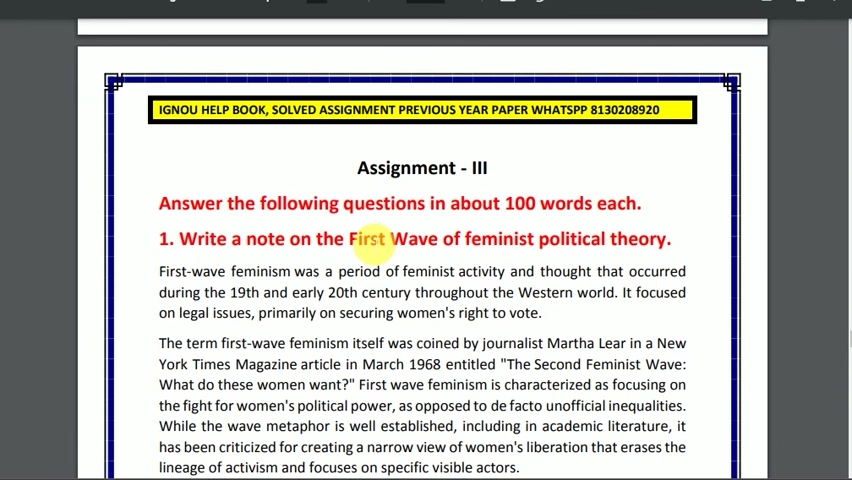 IGNOU HELP BOOK, SOLVED ASSIGNMENT PREVIOUS YEAR PAPER WHATSPP 8130208920
Assignment - III
Answer the following questions in about 100 words each.
1. Write a note on the First Wave of feminist political theory.
First-wave feminism was a period of feminist activity and thought that occurred
during the 19th and early 20th century throughout the Western world. It focused
on legal issues, primarily on securing women's right to vote.
The term first-wave feminism itself was coined by journalist Martha Lear in a New
York Times Magazine article in March 1968 entitled "The Second Feminist Wave:
What do these women want?" First wave feminism is characterized as focusing on
the fight for women's political power, as opposed to de facto unofficial inequalities.
While the wave metaphor is well established, including in academic literature, it
has been criticized for creating a narrow view of women's liberation that erases the
lineage of activism and focuses on specific visible actors.